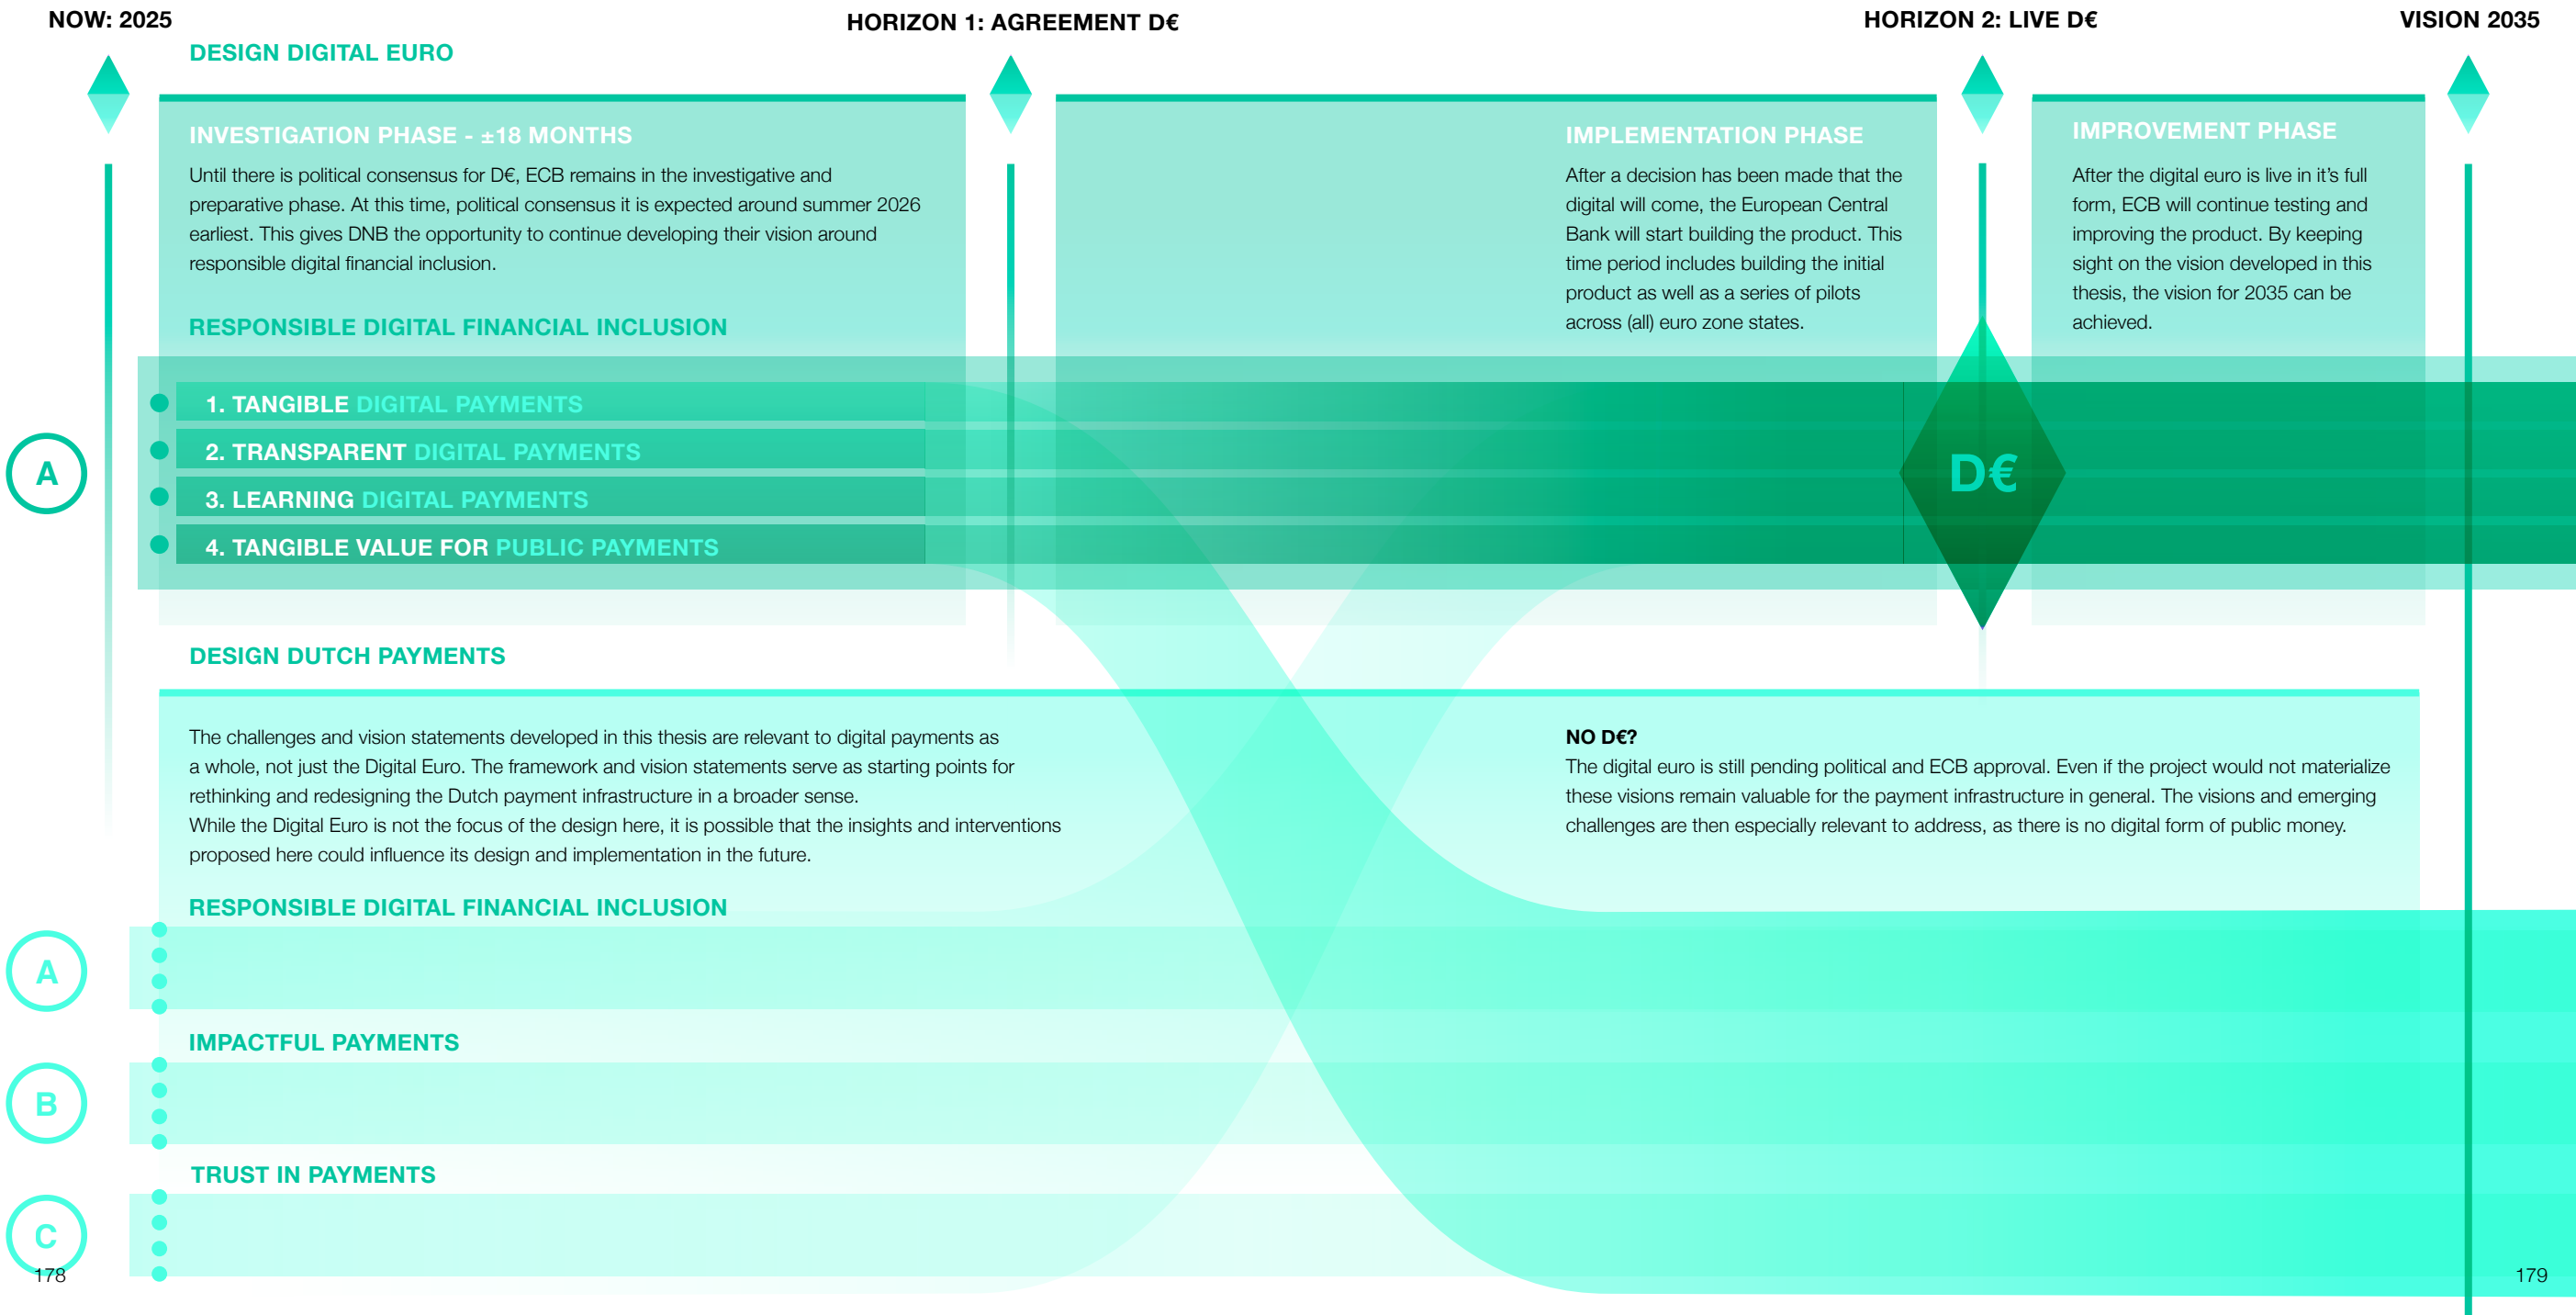 NOW: 2025
HORIZON 1: AGREEMENT D€
HORIZON 2: LIVE D€
VISION 2035
DESIGN DIGITAL EURO
INVESTIGATION PHASE - ±18 MONTHS
Until there is political consensus for D€, ECB remains in the investigative and
preparative phase. At this time, political consensus it is expected around summer 2026
earliest. This gives DNB the opportunity to continue developing their vision around
responsible digital financial inclusion.
IMPLEMENTATION PHASE
After a decision has been made that the
digital will come, the European Central
Bank will start building the product. This
time period includes building the initial
product as well as a series of pilots
across (all) euro zone states.
IMPROVEMENT PHASE
After the digital euro is live in it's full
form, ECB will continue testing and
improving the product. By keeping
sight on the vision developed in this
thesis, the vision for 2035 can be
achieved.
RESPONSIBLE DIGITAL FINANCIAL INCLUSION
A
1. TANGIBLE DIGITAL PAYMENTS
2. TRANSPARENT DIGITAL PAYMENTS
3. LEARNING DIGITAL PAYMENTS
4. TANGIBLE VALUE FOR PUBLIC PAYMENTS
D€
DESIGN DUTCH PAYMENTS
The challenges and vision statements developed in this thesis are relevant to digital payments as
a whole, not just the Digital Euro. The framework and vision statements serve as starting points for
rethinking and redesigning the Dutch payment infrastructure in a broader sense.
While the Digital Euro is not the focus of the design here, it is possible that the insights and interventions
proposed here could influence its design and implementation in the future.
NO D€?
The digital euro is still pending political and ECB approval. Even if the project would not materialize
these visions remain valuable for the payment infrastructure in general. The visions and emerging
challenges are then especially relevant to address, as there is no digital form of public money.
RESPONSIBLE DIGITAL FINANCIAL INCLUSION
A
IMPACTFUL PAYMENTS
B
TRUST IN PAYMENTS
C
178
179